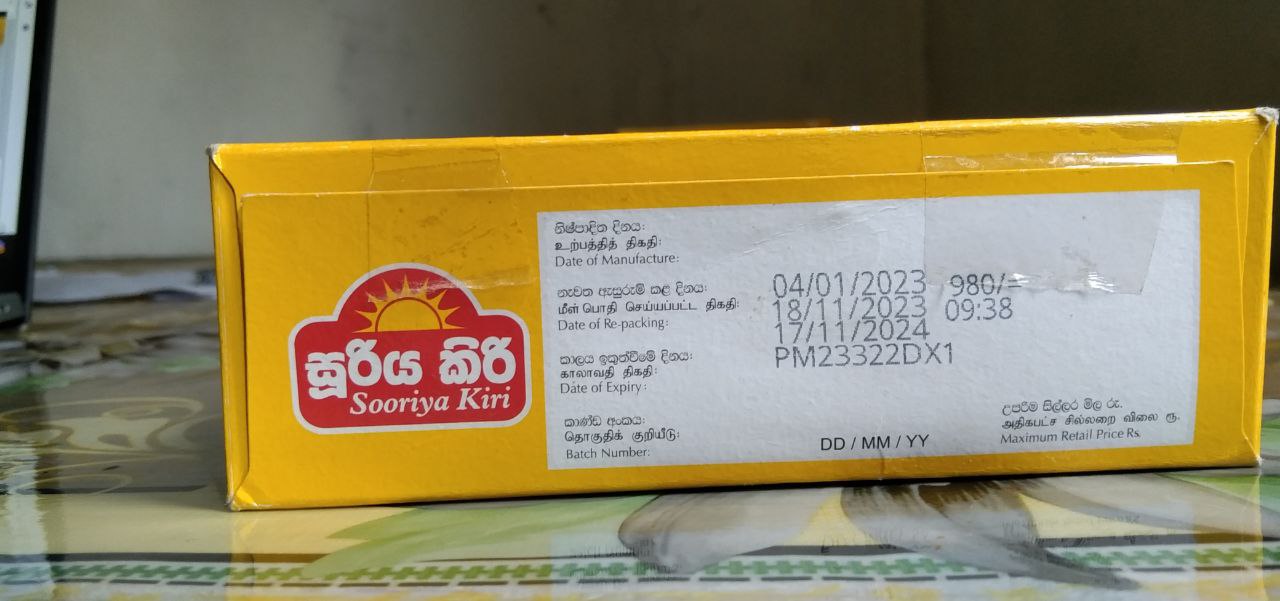 සූරිය කිරි
Sooriya Kiri
නිෂ්පාදිත දිනය:
உற்பத்தித் திகதி:
Date of Manufacture:
නැවත ඇසුරුම් කළ දිනය:
மீள் பொதி செய்யப்பட்ட திகதி:
Date of Re-packing:
කාලය ඉකුත්වීමේ දිනය:
காலாவதி திகதி:
Date of Expiry:
කාණ්ඩ අංකය:
தொகுதிக் குறியீடு:
Batch Number:
04/01/2023 980/=
18/11/2023 09:38
17/11/2024
PM23322DX1
DD / MM / YY
උපරිම සිල්ලර මිල රු.
அதிகபட்ச சில்லறை விலை ரூ.
Maximum Retail Price Rs.